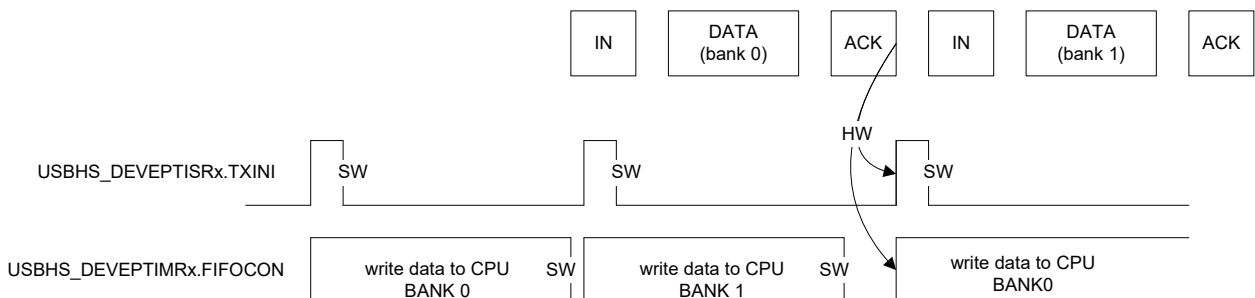 IN
DATA
(bank 0)
ACK
IN
DATA
(bank 1)
ACK
HW
USBHS_DEVEPTISRx.TXINI
SW
SW
SW
USBHS_DEVEPTIMRx.FIFOCON
write data to CPU
BANK 0
SW
write data to CPU
BANK 1
SW
write data to CPU
BANK0